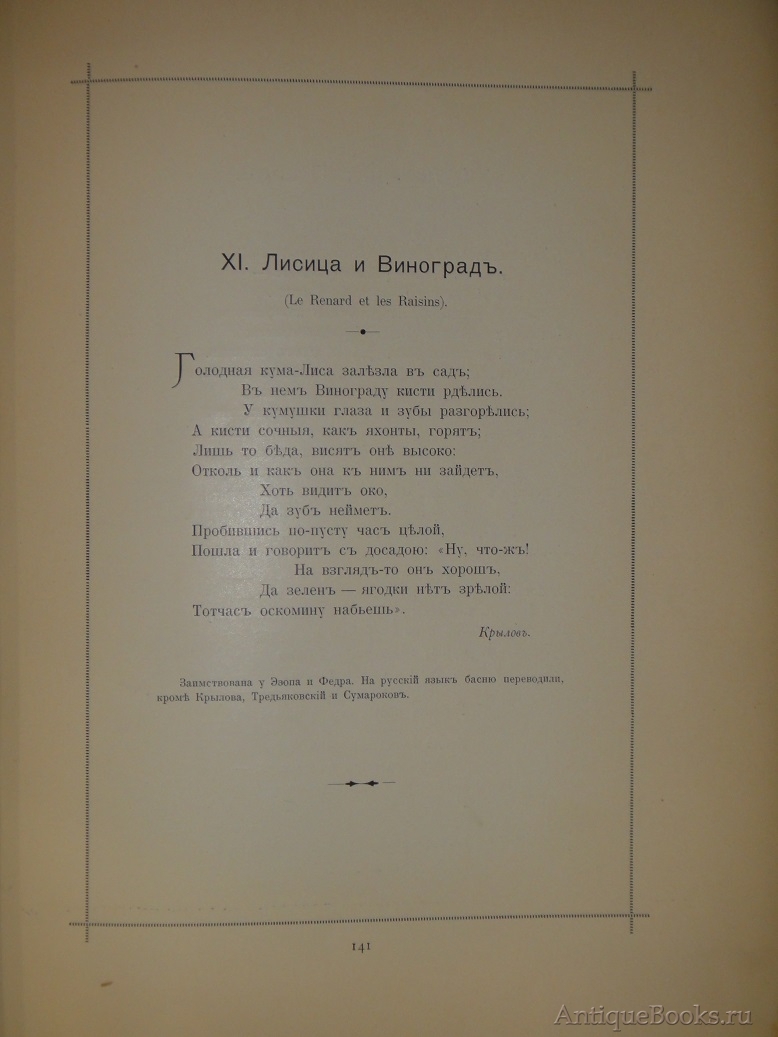 XI. Лисица и Виноградъ.
(Le Renard et les Raisins).
Голодная кума-Лиса залѣзла въ садъ;
Въ немъ Винограду кисти рдѣлись.
У кумушки глаза и зубы разгорѣлись;
А кисти сочныя, какъ яхонты, горятъ;
Лишь то бѣда, висятъ онѣ высоко:
Отколь и какъ она къ нимъ ни зайдетъ,
Хоть видитъ око,
Да зубъ нейметъ.
Пробившись по-пусту часъ цѣлой,
Пошла и говоритъ съ досадою: «Ну, что-жъ!
На взглядъ-то онъ хорошъ,
Да зеленъ — ягодки нѣтъ зрѣлой:
Тотчасъ оскомину набьешь».
Крыловъ.
Заимствована у Эзопа и Федра. На русскій языкъ басню переводили,
кромѣ Крылова, Тредьяковскій и Сумароковъ.
141
AntiqueBooks.ru